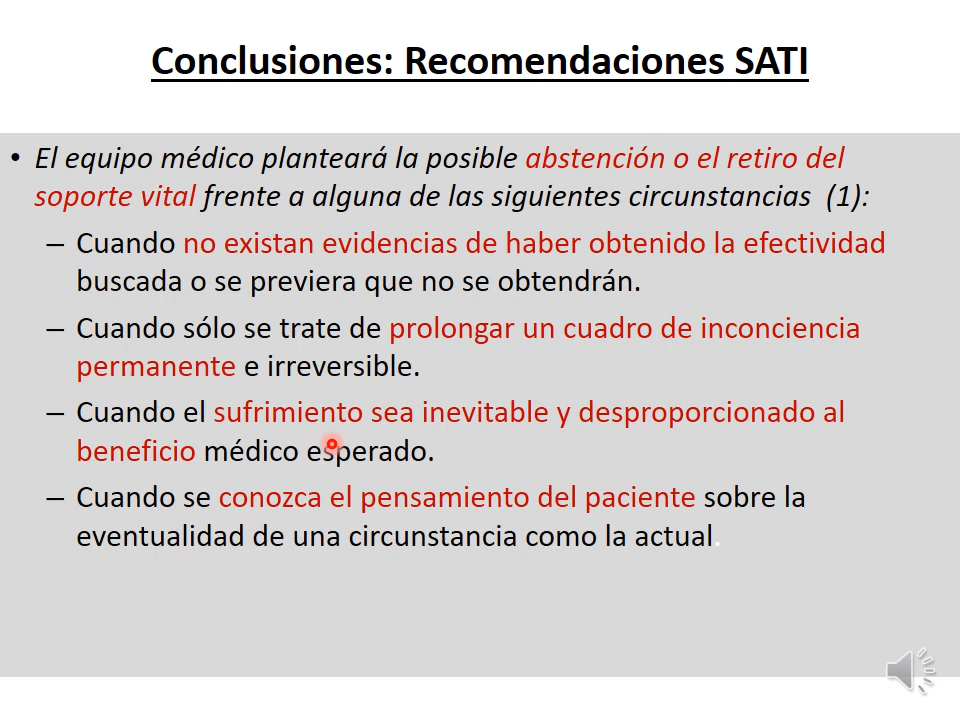 Conclusiones: Recomendaciones SATI
• El equipo médico planteará la posible abstención o el retiro del
soporte vital frente a alguna de las siguientes circunstancias (1):
– Cuando no existan evidencias de haber obtenido la efectividad
buscada o se previera que no se obtendrán.
– Cuando sólo se trate de prolongar un cuadro de inconciencia
permanente e irreversible.
– Cuando el sufrimiento sea inevitable y desproporcionado al
beneficio médico esperado.
– Cuando se conozca el pensamiento del paciente sobre la
eventualidad de una circunstancia como la actual.